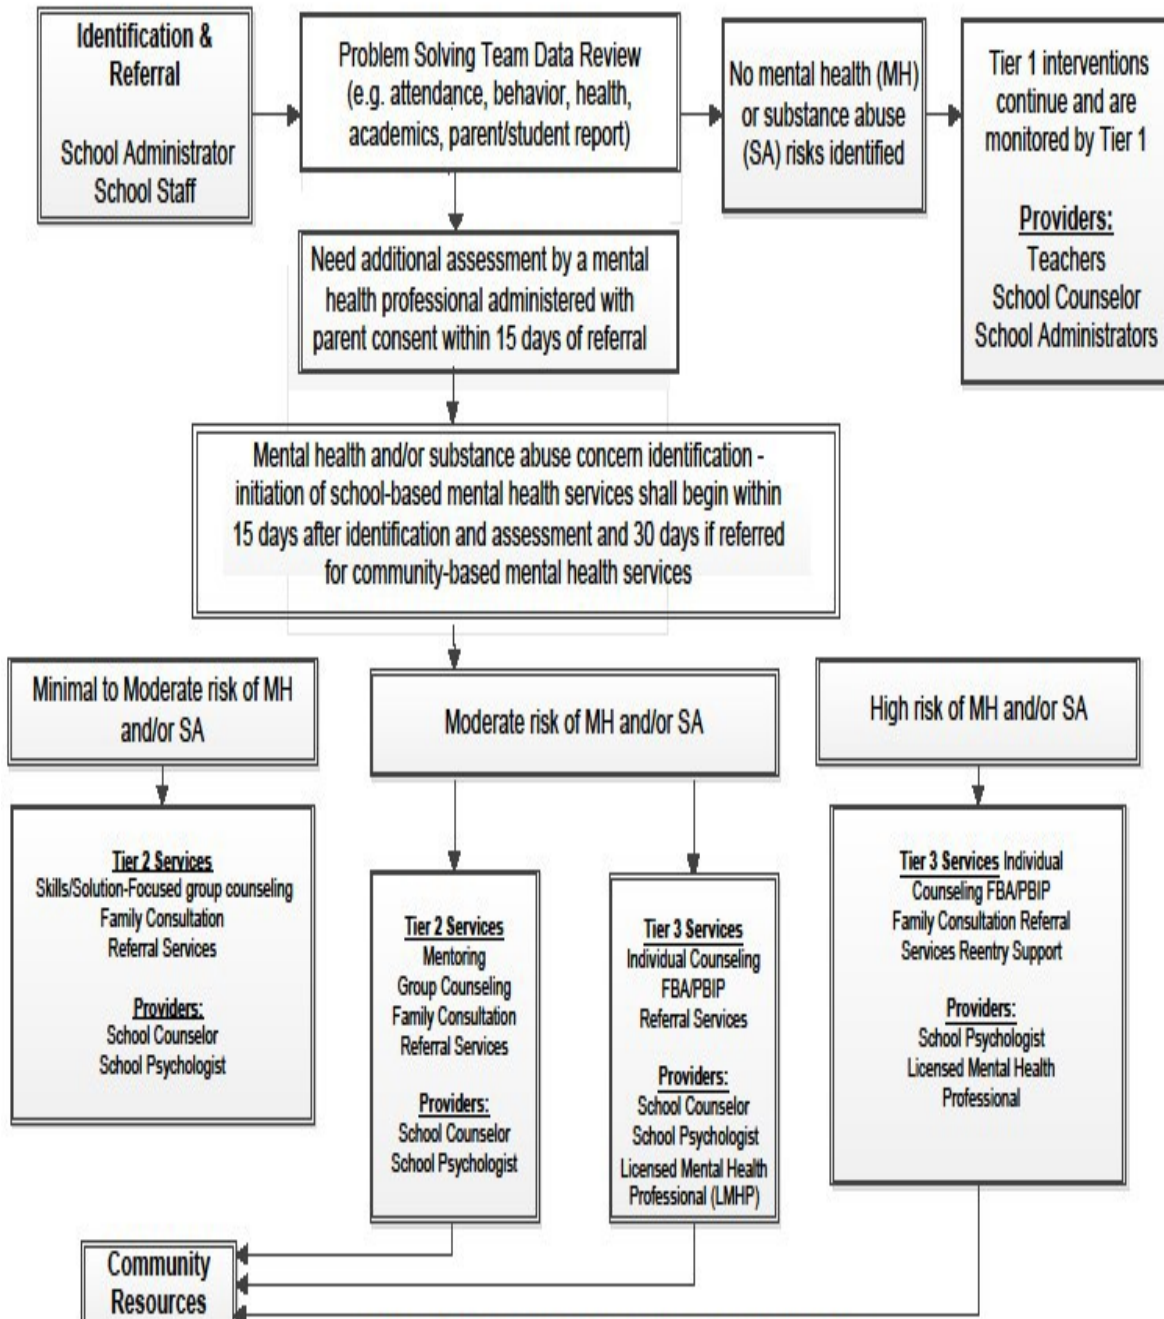 Identification &
Referral
School Administrator
School Staff
Problem Solving Team Data Review
(e.g. attendance, behavior, health,
academics, parent/student report)
No mental health (MH)
or substance abuse
(SA) risks identified
Tier 1 interventions
continue and are
monitored by Tier 1
Providers:
Teachers
School Counselor
School Administrators
Need additional assessment by a mental
health professional administered with
parent consent within 15 days of referral
Mental health and/or substance abuse concern identification -
initiation of school-based mental health services shall begin within
15 days after identification and assessment and 30 days if referred
for community-based mental health services
Minimal to Moderate risk of MH
and/or SA
Moderate risk of MH and/or SA
High risk of MH and/or SA
Tier 2 Services
Skills/Solution-Focused group counseling
Family Consultation
Referral Services
Providers:
School Counselor
School Psychologist
Tier 2 Services
Mentoring
Group Counseling
Family Consultation
Referral Services
Providers:
School Counselor
School Psychologist
Tier 3 Services
Individual Counseling
FBA/PBIP
Referral Services
Providers:
School Counselor
School Psychologist
Licensed Mental Health
Professional (LMHP)
Tier 3 Services Individual
Counseling FBA/PBIP
Family Consultation Referral
Services Reentry Support
Providers:
School Psychologist
Licensed Mental Health
Professional
Community
Resources